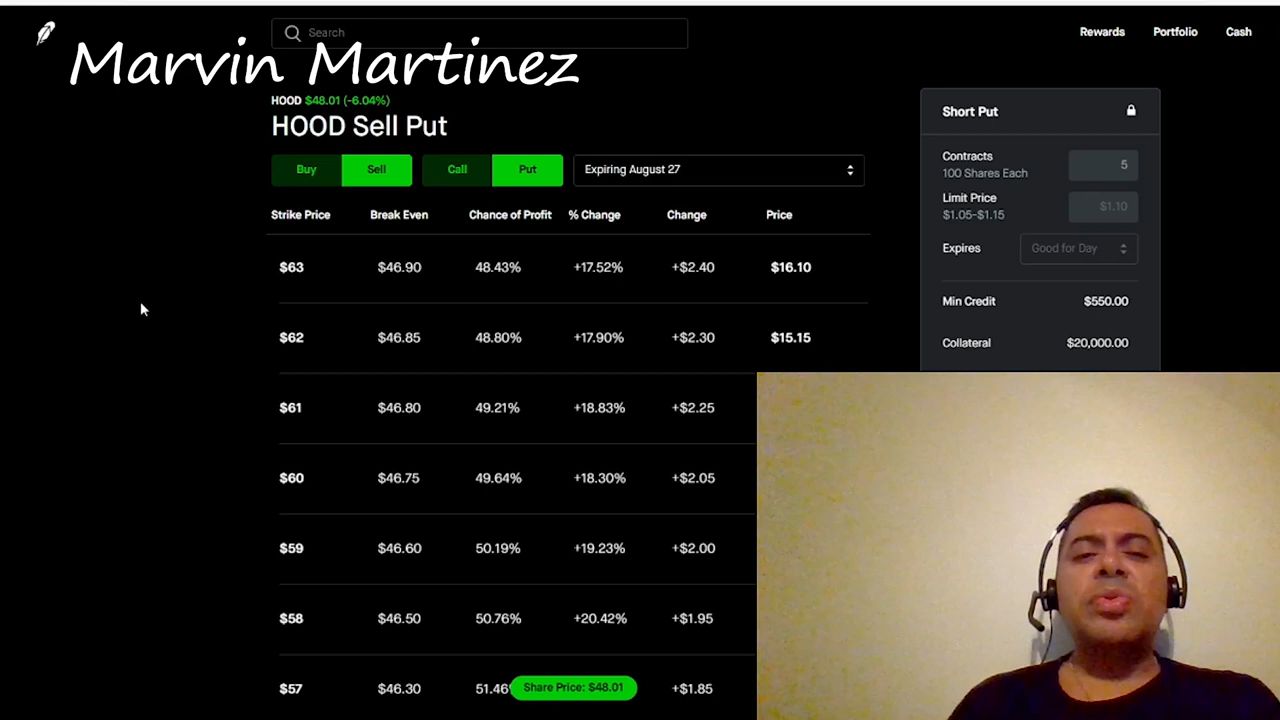 Search
Rewards Portfolio Cash
Marvin Martinez
HOOD $48.01 (-6.04%)
HOOD Sell Put
Buy Sell Call Put Expiring August 27
Strike Price Break Even Chance of Profit % Change Change Price
$63 $46.90 48.43% +17.52% +$2.40 $16.10
$62 $46.85 48.80% +17.90% +$2.30 $15.15
$61 $46.80 49.21% +18.83% +$2.25
$60 $46.75 49.64% +18.30% +$2.05
$59 $46.60 50.19% +19.23% +$2.00
$58 $46.50 50.76% +20.42% +$1.95
$57 $46.30 51.46 Share Price: $48.01 +$1.85
Short Put
Contracts 5
100 Shares Each
Limit Price $1.10
$1.05-$1.15
Expires Good for Day
Min Credit $550.00
Collateral $20,000.00